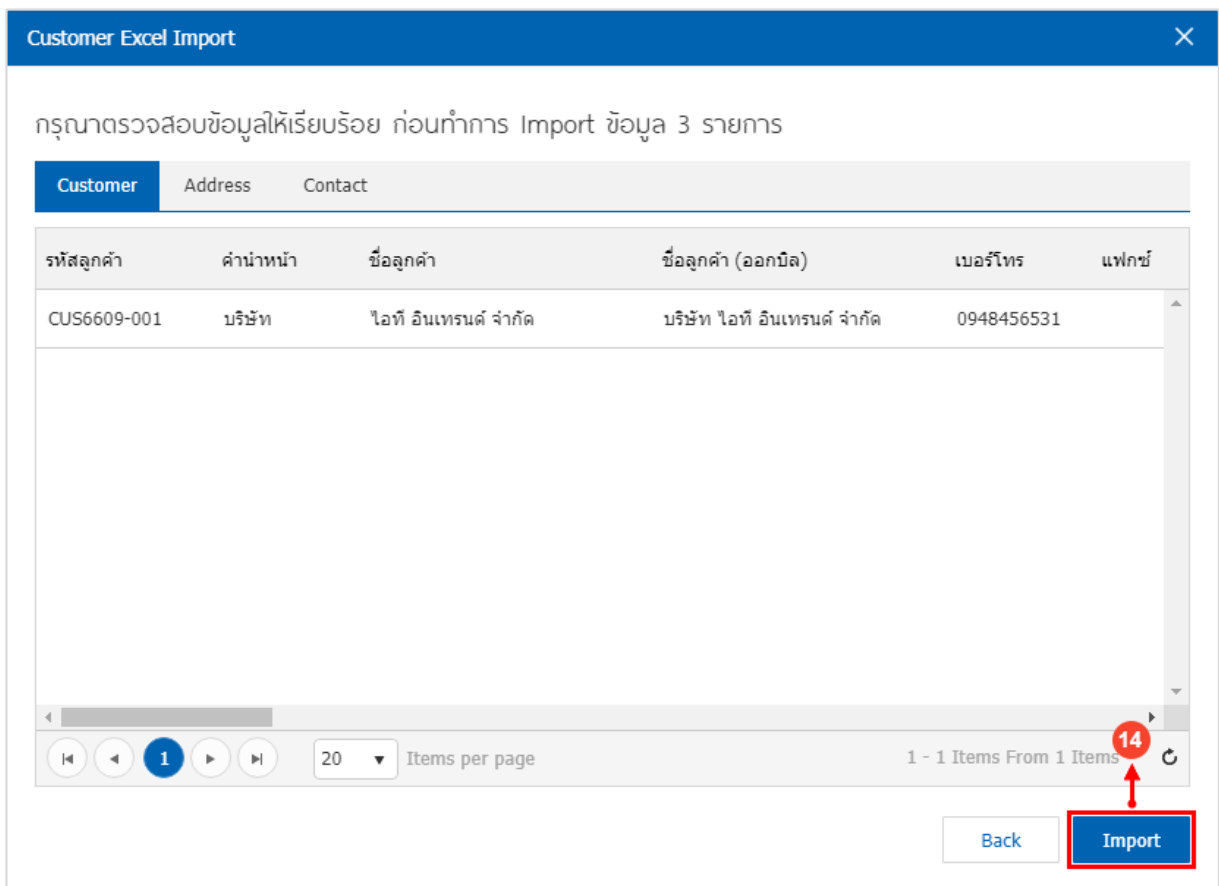 Customer Excel Import
กรุณาตรวจสอบข้อมูลให้เรียบร้อย ก่อนทำการ Import ข้อมูล 3 รายการ
Customer Address Contact
รหัสลูกค้า คำนำหน้า ชื่อลูกค้า ชื่อลูกค้า (ออกบิล) เบอร์โทร แฟกซ์
CUS6609-001 บริษัท ไอที อินเทรนด์ จำกัด บริษัท ไอที อินเทรนด์ จำกัด 0948456531
1 20 Items per page 1 - 1 Items From 1 Items
14
Back Import